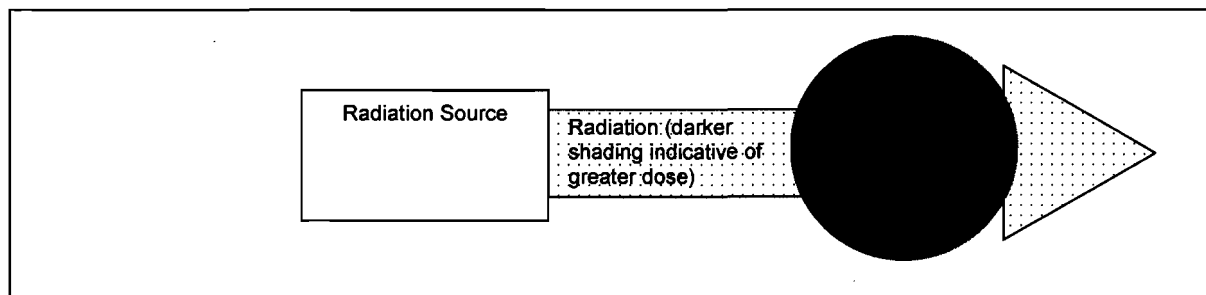 Radiation Source
Radiation (darker
shading indicative of
greater dose)